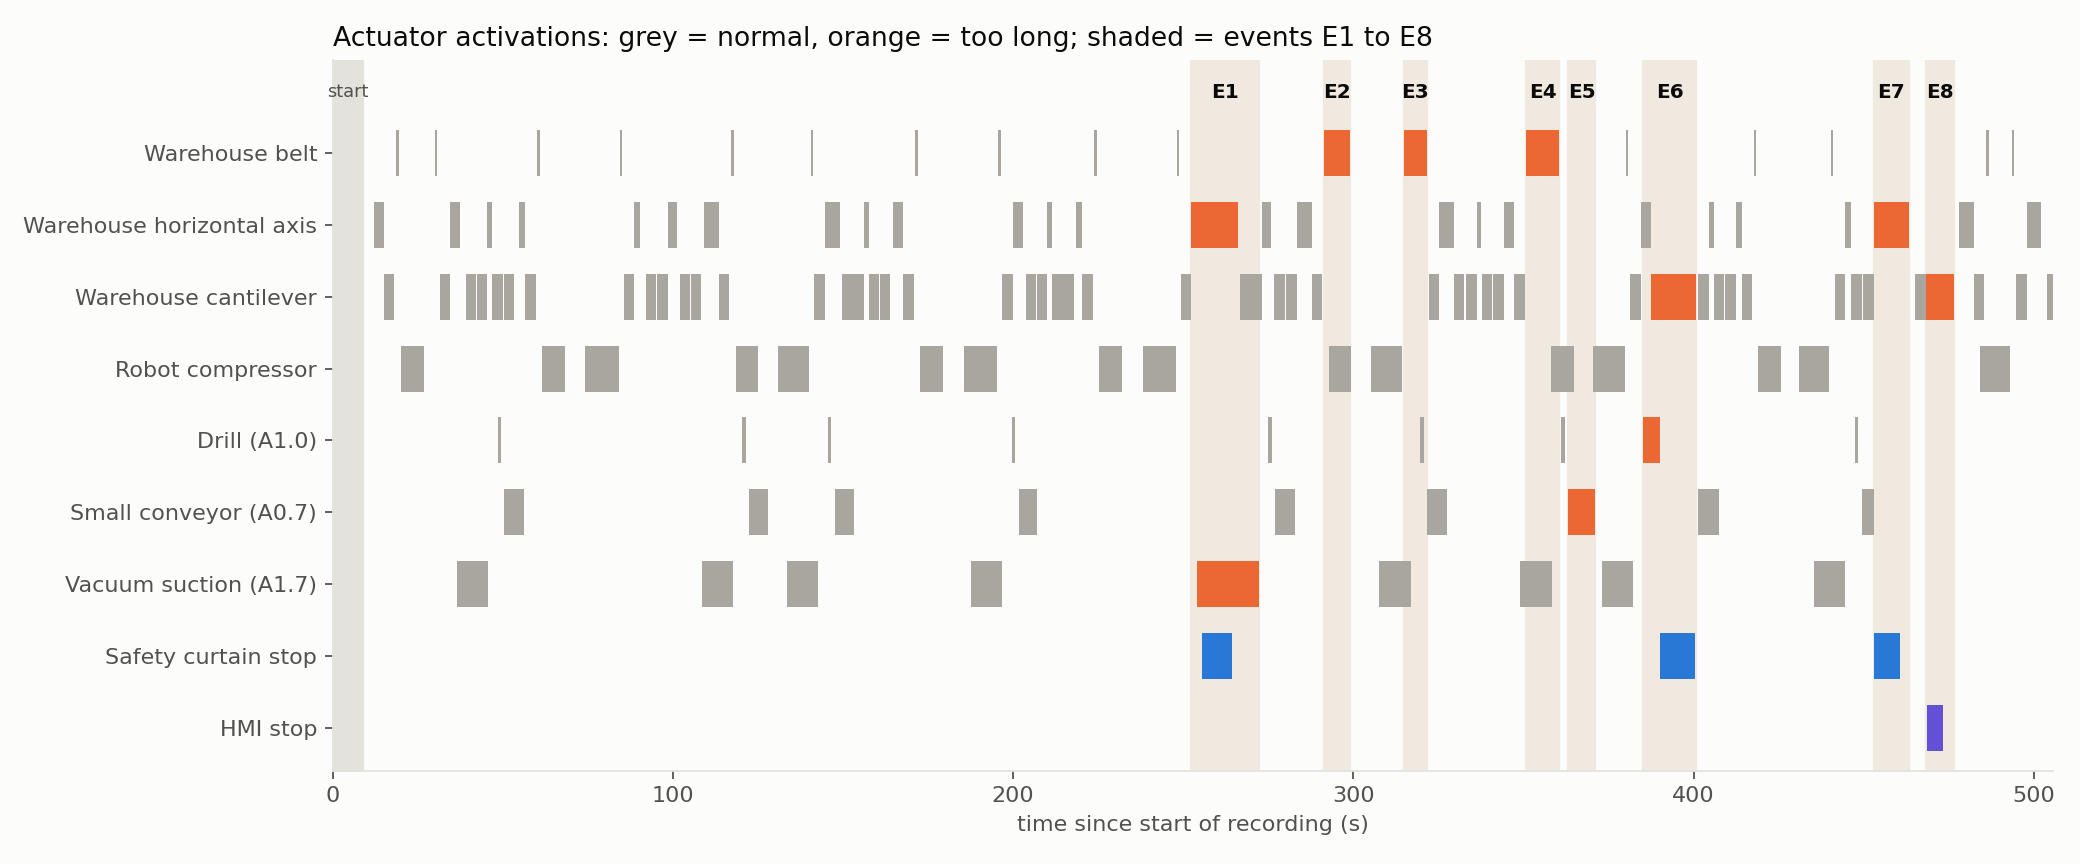 Actuator activations: grey = normal, orange = too long; shaded = events E1 to E8
start
E1 E2 E3 E4 E5 E6 E7 E8
Warehouse belt
Warehouse horizontal axis
Warehouse cantilever
Robot compressor
Drill (A1.0)
Small conveyor (A0.7)
Vacuum suction (A1.7)
Safety curtain stop
HMI stop
0 100 200 300 400 500
time since start of recording (s)